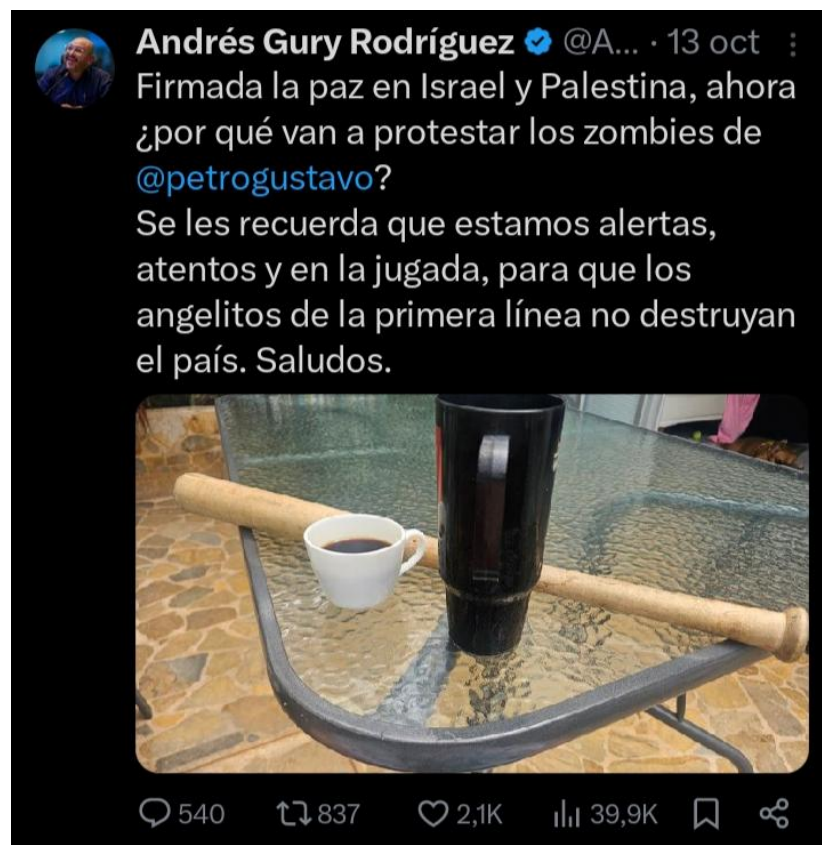 Andrés Gury Rodríguez @A... · 13 oct
Firmada la paz en Israel y Palestina, ahora
¿por qué van a protestar los zombies de
@petrogustavo?
Se les recuerda que estamos alertas,
atentos y en la jugada, para que los
angelitos de la primera línea no destruyan
el país. Saludos.
540 837 2,1K 39,9K